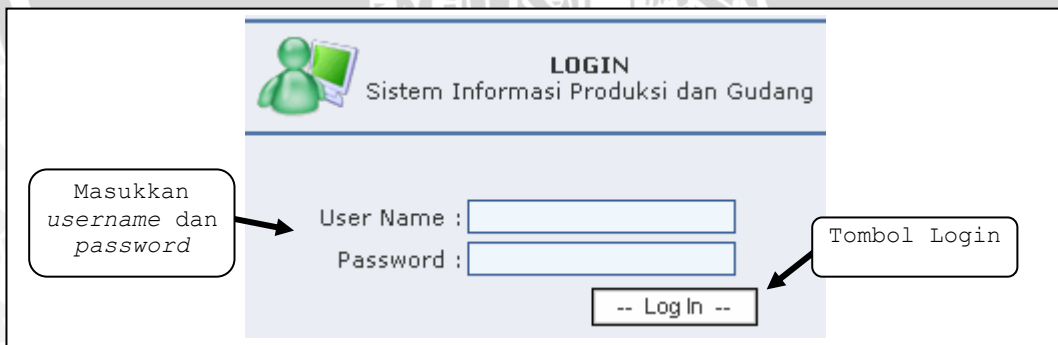 LOGIN
Sistem Informasi Produksi dan Gudang
Masukkan
username dan
password
User Name :
Password :
Tombol Login
-- Log In --